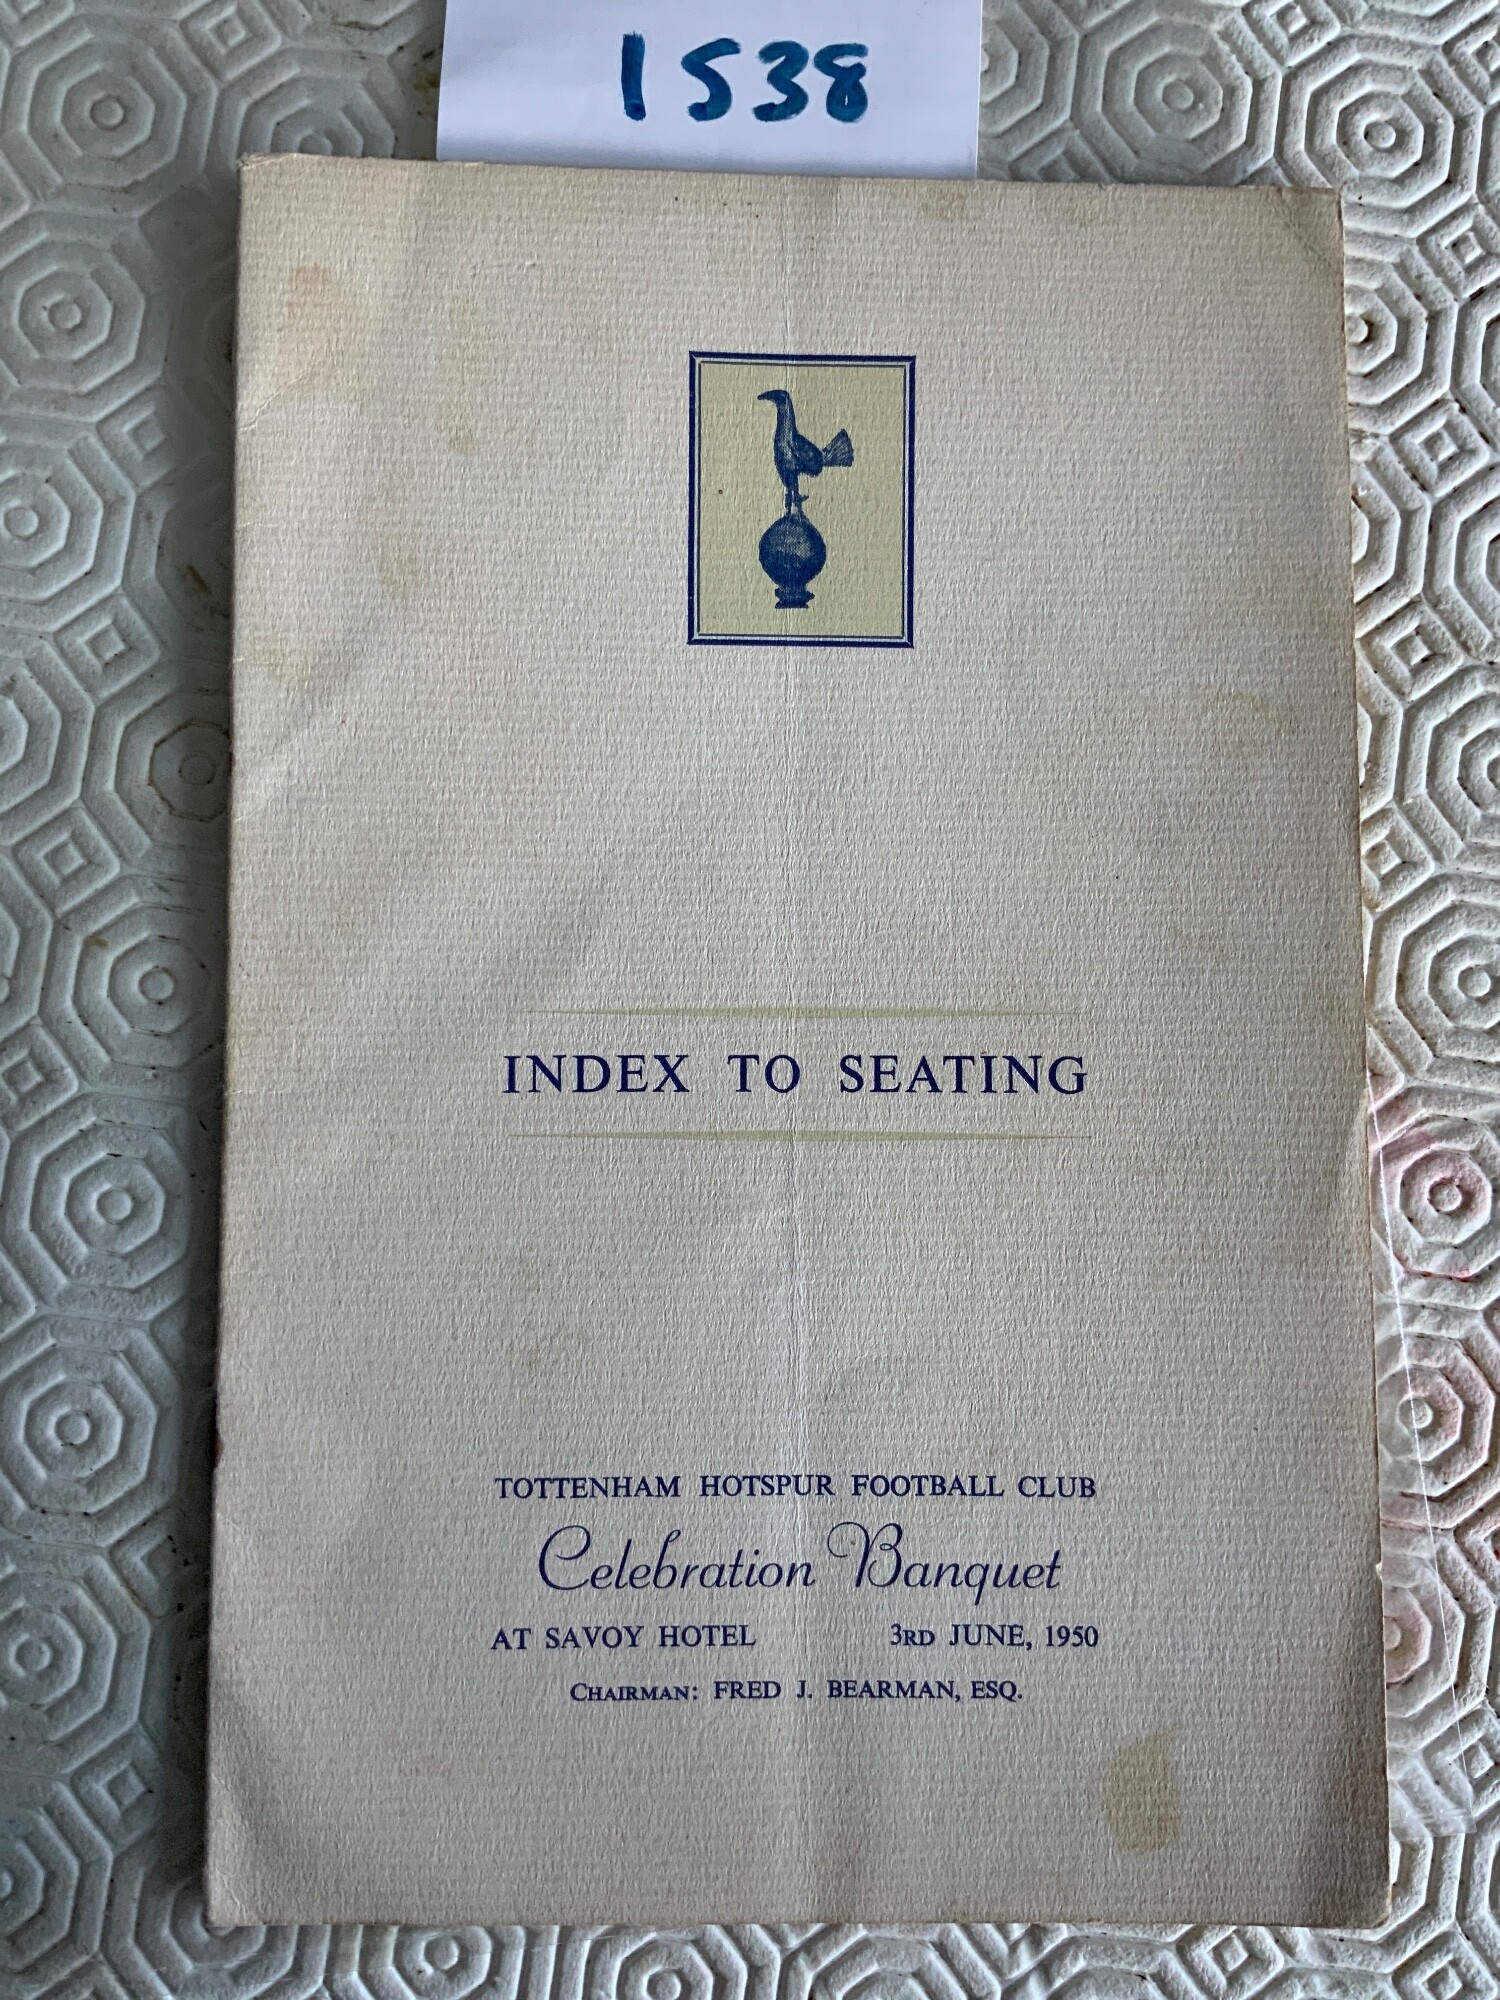 1538
INDEX TO SEATING
TOTTENHAM HOTSPUR FOOTBALL CLUB
Celebration Banquet
AT SAVOY HOTEL 3RD JUNE, 1950
CHAIRMAN: FRED J. BEARMAN, ESQ.